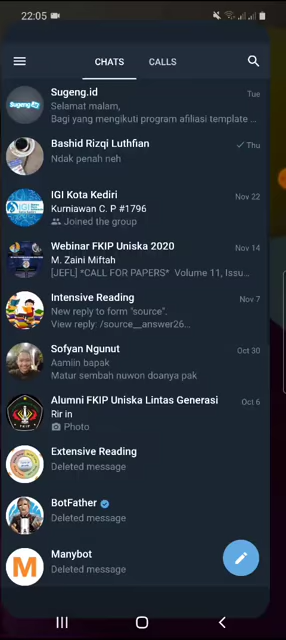 22:05
CHATS
CALLS
Sugeng.id
Tue
Selamat malam,
Bagi yang mengikuti program afiliasi template ..
Bashid Rizqi Luthfian
Thu
Ndak penah neh
IGI Kota Kediri
Nov 22
Kurniawan C. P #1796
Joined the group
Webinar FKIP Uniska 2020
Nov 14
M. Zaini Miftah
[JEFL] *CALL FOR PAPERS* Volume 11, Issu...
Intensive Reading
Nov 7
New reply to form "source".
View reply: /source__answer26...
Sofyan Ngunut
Oct 30
Aamiin bapak
Matur sembah nuwon doanya pak
Alumni FKIP Uniska Lintas Generasi
Oct 6
Rir in
Photo
Extensive Reading
Deleted message
BotFather
Deleted message
Manybot
Deleted message